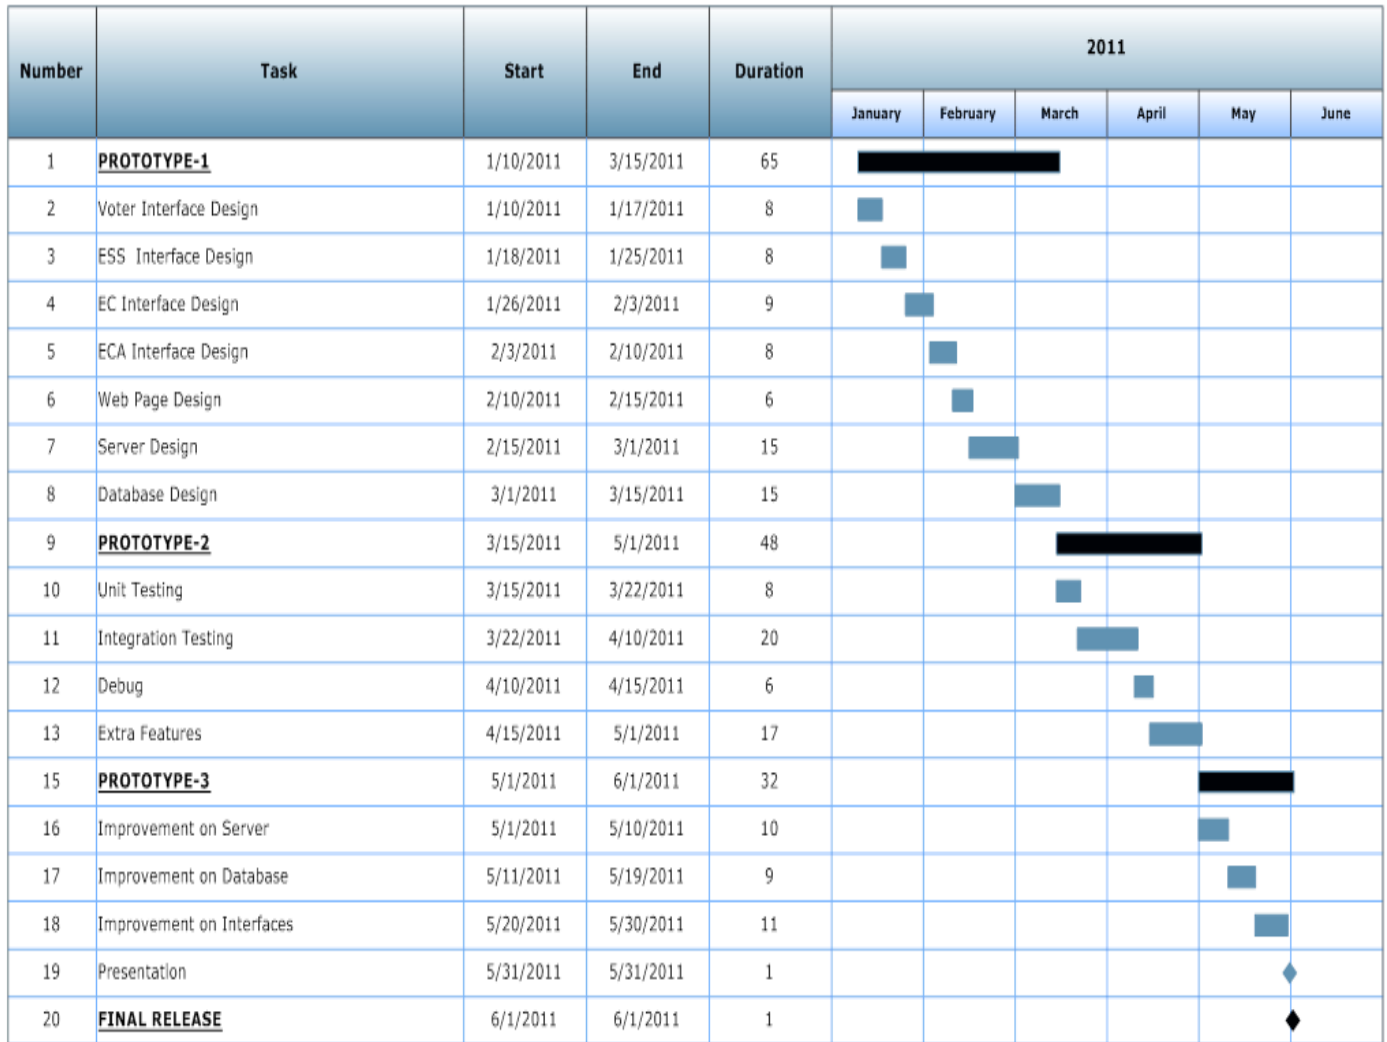 2011
Number Task Start End Duration
January February March April May June
1 PROTOTYPE-1 1/10/2011 3/15/2011 65
2 Voter Interface Design 1/10/2011 1/17/2011 8
3 ESS Interface Design 1/18/2011 1/25/2011 8
4 EC Interface Design 1/26/2011 2/3/2011 9
5 ECA Interface Design 2/3/2011 2/10/2011 8
6 Web Page Design 2/10/2011 2/15/2011 6
7 Server Design 2/15/2011 3/1/2011 15
8 Database Design 3/1/2011 3/15/2011 15
9 PROTOTYPE-2 3/15/2011 5/1/2011 48
10 Unit Testing 3/15/2011 3/22/2011 8
11 Integration Testing 3/22/2011 4/10/2011 20
12 Debug 4/10/2011 4/15/2011 6
13 Extra Features 4/15/2011 5/1/2011 17
15 PROTOTYPE-3 5/1/2011 6/1/2011 32
16 Improvement on Server 5/1/2011 5/10/2011 10
17 Improvement on Database 5/11/2011 5/19/2011 9
18 Improvement on Interfaces 5/20/2011 5/30/2011 11
19 Presentation 5/31/2011 5/31/2011 1
20 FINAL RELEASE 6/1/2011 6/1/2011 1